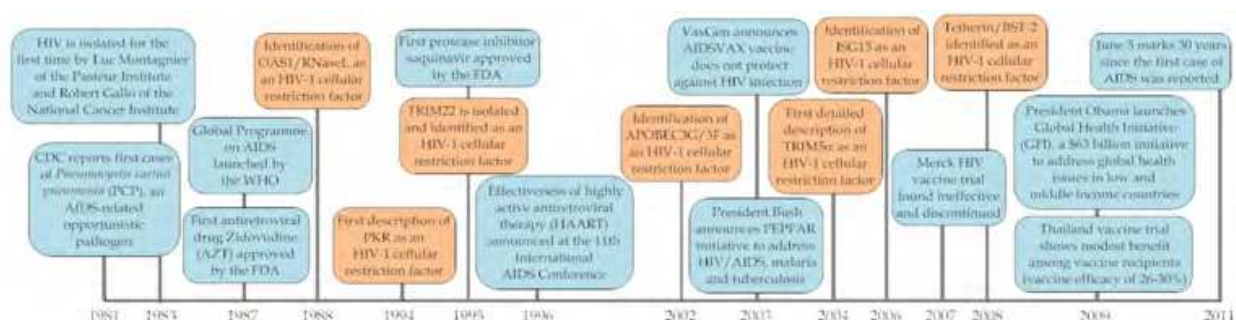 HIV is isolated for the
first time by Luc Montagnier
of the Pasteur Institute
and Robert Gallo of the
National Cancer Institute
CDC reports first cases
of Pneumocystis carinii
pneumonia (PCP), an
AIDS-related
opportunistic
pathogen
Global Programme
on AIDS
launched by
the WHO
First antiretroviral
drug Zidovudine
(AZT) approved
by the FDA
Identification of
OAS1/RNaseL as
an HIV-1 cellular
restriction factor
First description of
PKR as an
HIV-1 cellular
restriction factor
First protease inhibitor
saquinavir approved
by the FDA
TRIM22 is isolated
and identified as an
HIV-1 cellular
restriction factor
Effectiveness of highly
active antiretroviral
therapy (HAART)
announced at the 11th
International
AIDS Conference
Identification of
APOBEC3G/3F as
an HIV-1 cellular
restriction factor
VaxGen announces
AIDSVAX vaccine
does not protect
against HIV infection
President Bush
announces PEPFAR
initiative to address
HIV/AIDS, malaria
and tuberculosis
First detailed
description of
TRIM5α as an
HIV-1 cellular
restriction factor
Identification of
ISG15 as an
HIV-1 cellular
restriction factor
Merck HIV
vaccine trial
found ineffective
and discontinued
Tetherin/BST-2
identified as an
HIV-1 cellular
restriction factor
President Obama launches
Global Health Initiative
(GPI), a $63 billion initiative
to address global health
issues in low and
middle income countries
Thailand vaccine trial
shows modest benefit
among vaccine recipients
(vaccine efficacy of 26-30%)
June 5 marks 30 years
since the first case of
AIDS was reported
1981 1983 1987 1988 1994 1995 1996 2002 2003 2004 2006 2007 2008 2009 2011